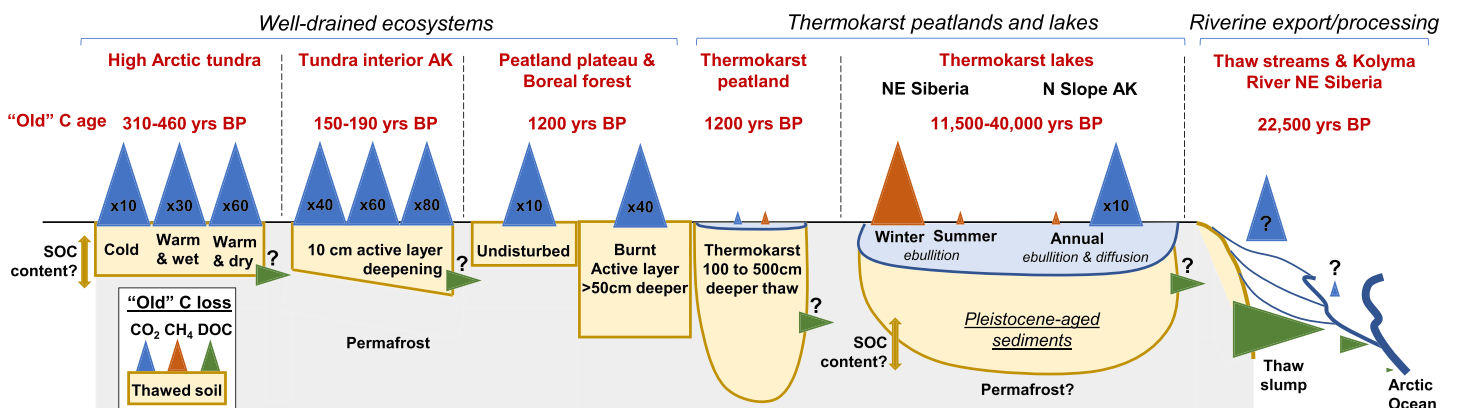 Well-drained ecosystems
Thermokarst peatlands and lakes
Riverine export/processing
High Arctic tundra
Tundra interior AK
Peatland plateau &
Boreal forest
Thermokarst
peatland
Thermokarst lakes
NE Siberia
N Slope AK
Thaw streams & Kolyma
River NE Siberia
“Old” C age
310-460 yrs BP
150-190 yrs BP
1200 yrs BP
1200 yrs BP
11,500-40,000 yrs BP
22,500 yrs BP
x10
x30
x60
x40
x60
x80
x10
x40
x10
?
SOC
content?
Cold
Warm
& wet
Warm
& dry
?
10 cm active layer
deepening
?
Undisturbed
Burnt
Active layer
>50cm deeper
Thermokarst
100 to 500cm
deeper thaw
?
Winter
Summer
ebullition
Annual
ebullition & diffusion
?
?
Pleistocene-aged
sediments
SOC
content?
Permafrost
Permafrost?
Thaw
slump
Arctic
Ocean
“Old” C loss
CO2 CH4 DOC
Thawed soil